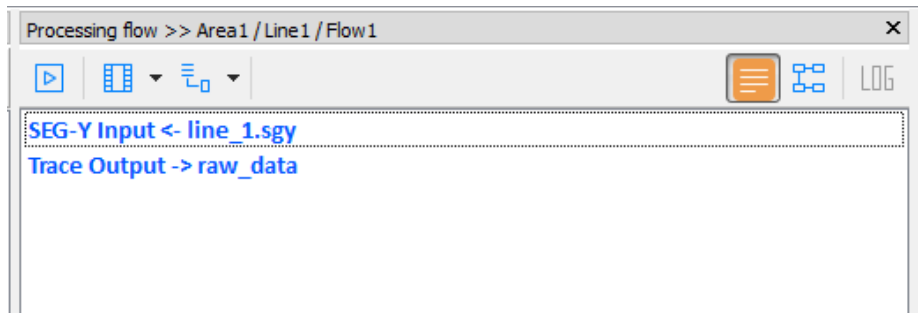 Processing flow >> Area1 / Line1 / Flow1
LOG
SEG-Y Input <- line_1.sgy
Trace Output -> raw_data